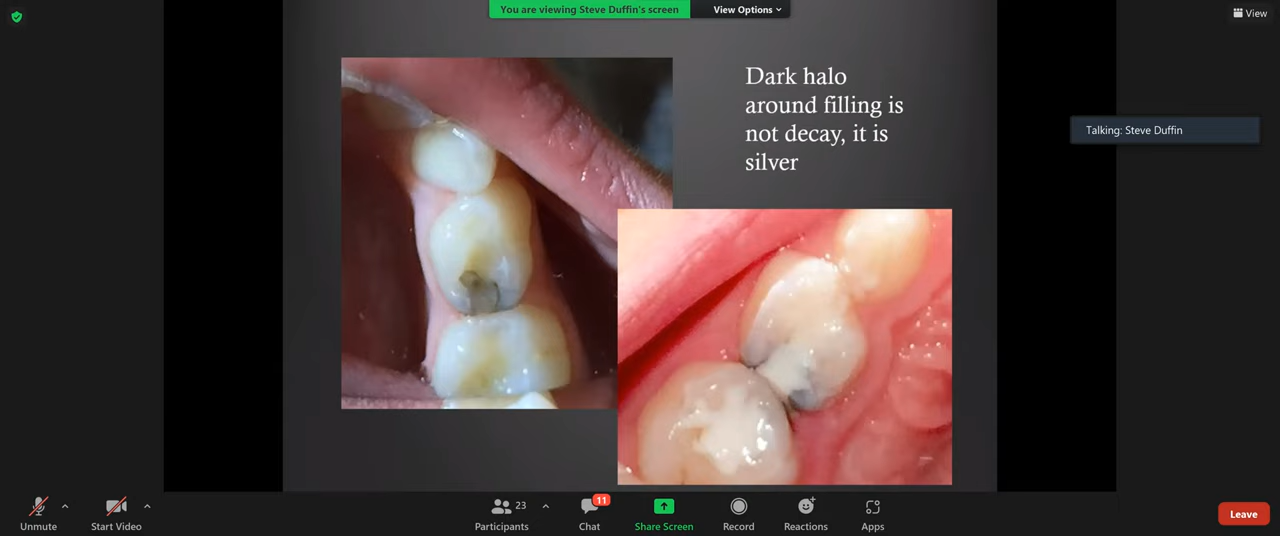 You are viewing Steve Duffin's screen
View Options
View
Dark halo
around filling is
not decay, it is
silver
Talking: Steve Duffin
Unmute
Start Video
23
Participants
11
Chat
Share Screen
Record
Reactions
Apps
Leave